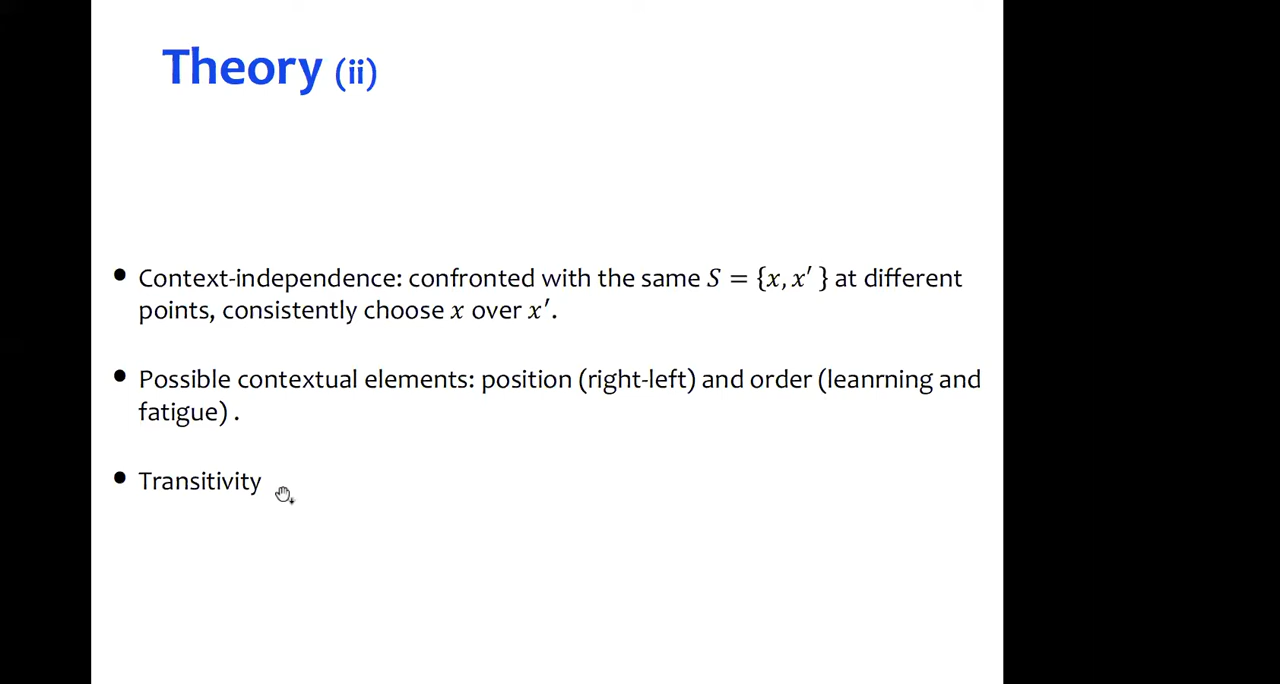 Theory (ii)
• Context-independence: confronted with the same S = {x, x′ } at different
points, consistently choose x over x′.
• Possible contextual elements: position (right-left) and order (leanrning and
fatigue) .
• Transitivity